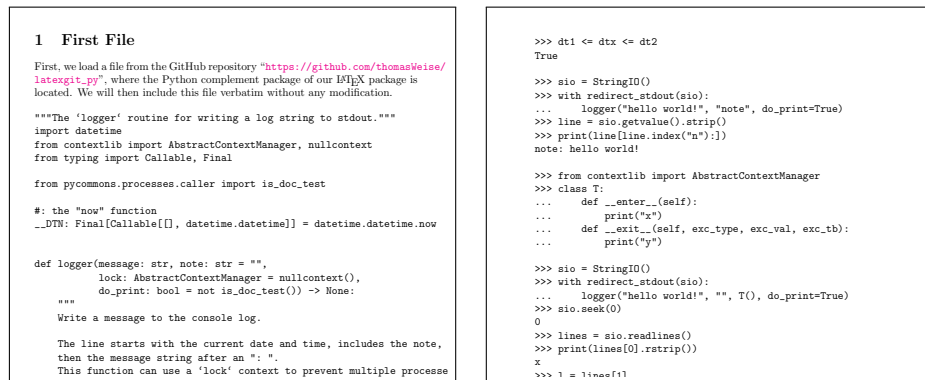 1 First File
First, we load a file from the GitHub repository “https://github.com/thomasWeise/
latexgit_py”, where the Python complement package of our LATEX package is
located. We will then include this file verbatim without any modification.
"""The ‘logger‘ routine for writing a log string to stdout."""
import datetime
from contextlib import AbstractContextManager, nullcontext
from typing import Callable, Final
from pycommons.processes.caller import is_doc_test
#: the "now" function
__DTN: Final[Callable[[], datetime.datetime]] = datetime.datetime.now
def logger(message: str, note: str = "",
lock: AbstractContextManager = nullcontext(),
do_print: bool = not is_doc_test()) -> None:
"""
Write a message to the console log.
The line starts with the current date and time, includes the note,
then the message string after an ": ".
This function can use a ‘lock‘ context to prevent multiple processe
>>> dt1 <= dtx <= dt2
True
>>> sio = StringIO()
>>> with redirect_stdout(sio):
...     logger("hello world!", "note", do_print=True)
>>> line = sio.getvalue().strip()
>>> print(line[line.index("n"):])
note: hello world!
>>> from contextlib import AbstractContextManager
>>> class T:
...     def __enter__(self):
...         print("x")
...     def __exit__(self, exc_type, exc_val, exc_tb):
...         print("y")
>>> sio = StringIO()
>>> with redirect_stdout(sio):
...     logger("hello world!", "", T(), do_print=True)
>>> sio.seek(0)
0
>>> lines = sio.readlines()
>>> print(lines[0].rstrip())
x
>>> l = lines[1]